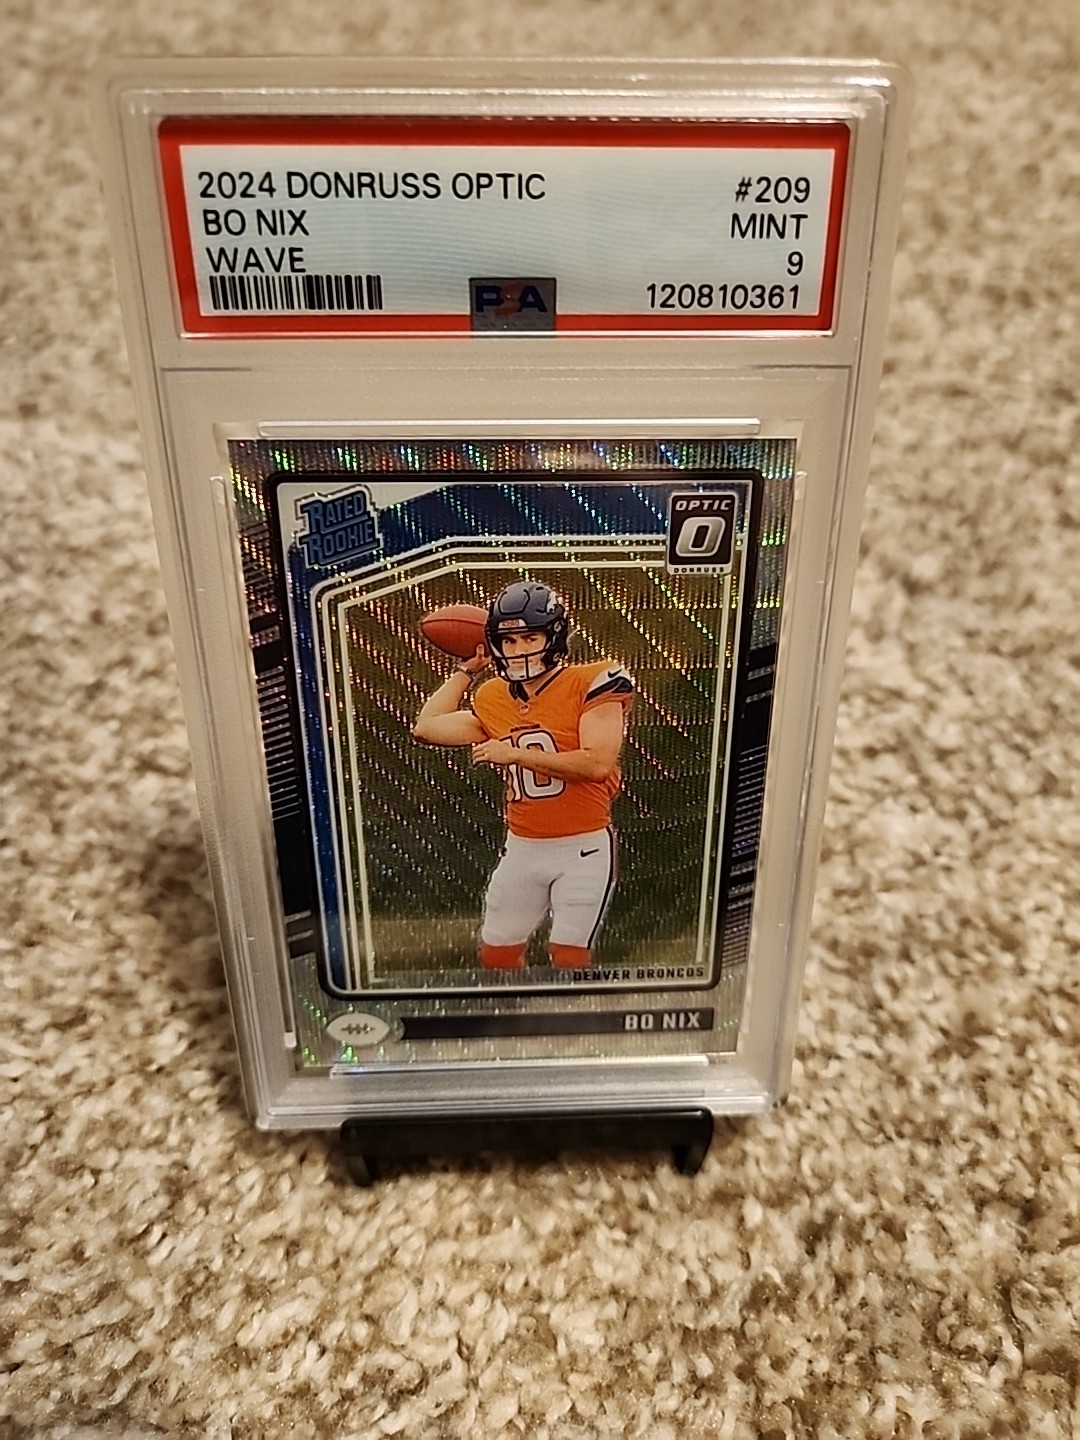 2024 DONRUSS OPTIC #209
BO NIX MINT
WAVE 9
PSA 120810361
RATED
ROOKIE
OPTIC
O
DONRUSS
10
DENVER BRONCOS
BO NIX